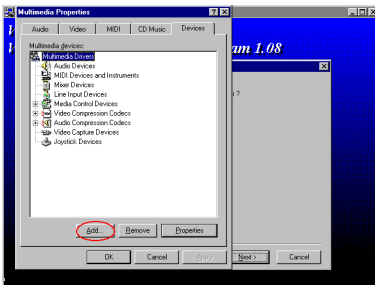 Multimedia Properties
Audio Video MIDI CD Music Devices
Multimedia devices:
Multimedia Drivers
Audio Devices
MIDI Devices and Instruments
Mixer Devices
Line Input Devices
Media Control Devices
Video Compression Codecs
Audio Compression Codecs
Video Capture Devices
Joystick Devices
Add... Remove Properties
OK Cancel Apply
am 1.08
?
Next > Cancel